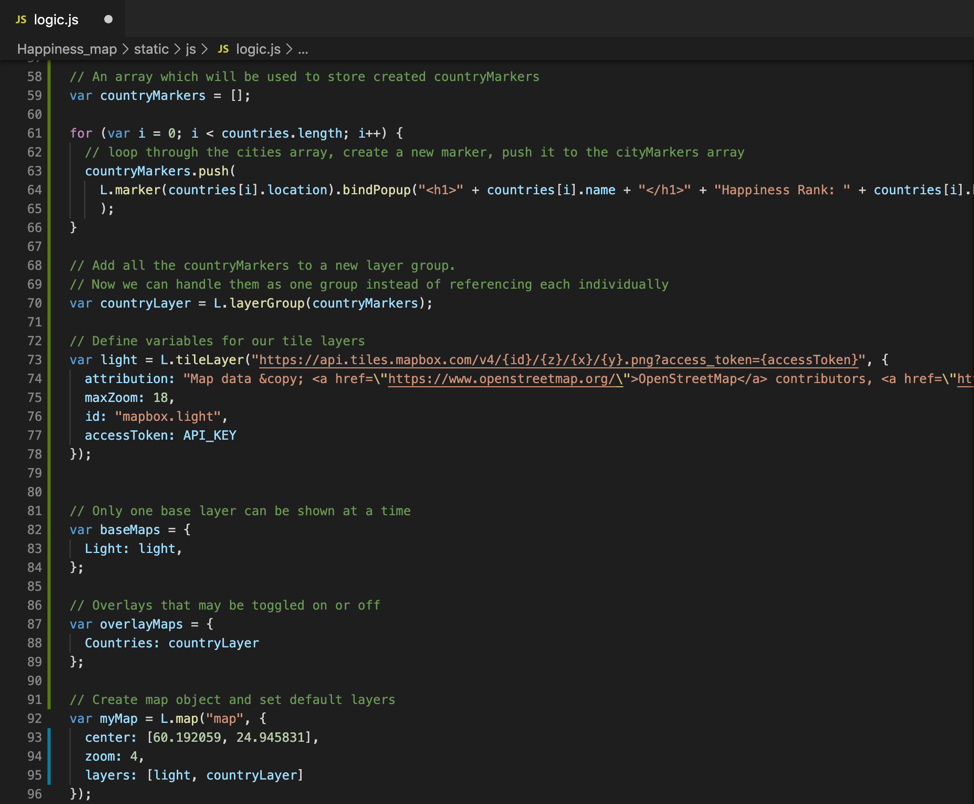 JS logic.js
Happiness_map > static > js > JS logic.js > ...
58 // An array which will be used to store created countryMarkers
59 var countryMarkers = [];
60
61 for (var i = 0; i < countries.length; i++) {
62 // loop through the cities array, create a new marker, push it to the cityMarkers array
63 countryMarkers.push(
64 L.marker(countries[i].location).bindPopup("<h1>" + countries[i].name + "</h1>" + "Happiness Rank: " + countries[i].
65 );
66 }
67
68 // Add all the countryMarkers to a new layer group.
69 // Now we can handle them as one group instead of referencing each individually
70 var countryLayer = L.layerGroup(countryMarkers);
71
72 // Define variables for our tile layers
73 var light = L.tileLayer("https://api.tiles.mapbox.com/v4/{id}/{z}/{x}/{y}.png?access_token={accessToken}", {
74 attribution: "Map data &copy; <a href=\"https://www.openstreetmap.org/\">OpenStreetMap</a> contributors, <a href=\"ht
75 maxZoom: 18,
76 id: "mapbox.light",
77 accessToken: API_KEY
78 });
79
80
81 // Only one base layer can be shown at a time
82 var baseMaps = {
83 Light: light,
84 };
85
86 // Overlays that may be toggled on or off
87 var overlayMaps = {
88 Countries: countryLayer
89 };
90
91 // Create map object and set default layers
92 var myMap = L.map("map", {
93 center: [60.192059, 24.945831],
94 zoom: 4,
95 layers: [light, countryLayer]
96 });